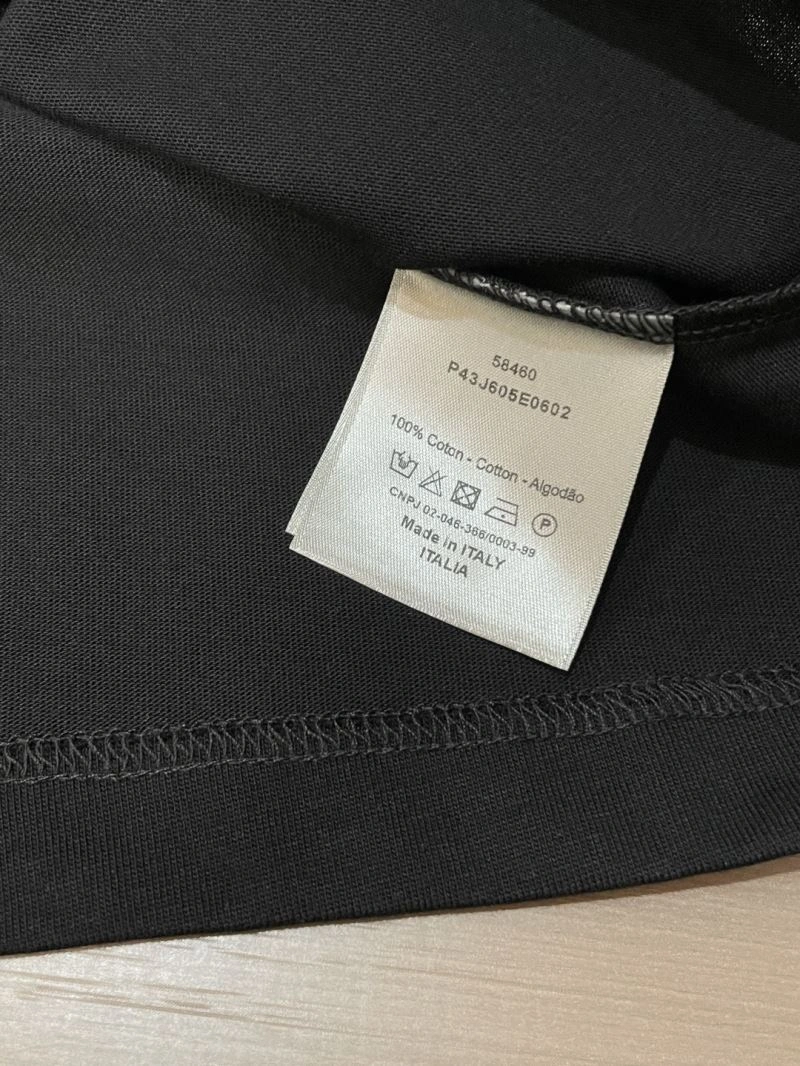 58460
P43J605E0602
100% Coton - Cotton - Algodão
P
CNPJ 02-046-366/0003-99
Made in ITALY
ITALIA